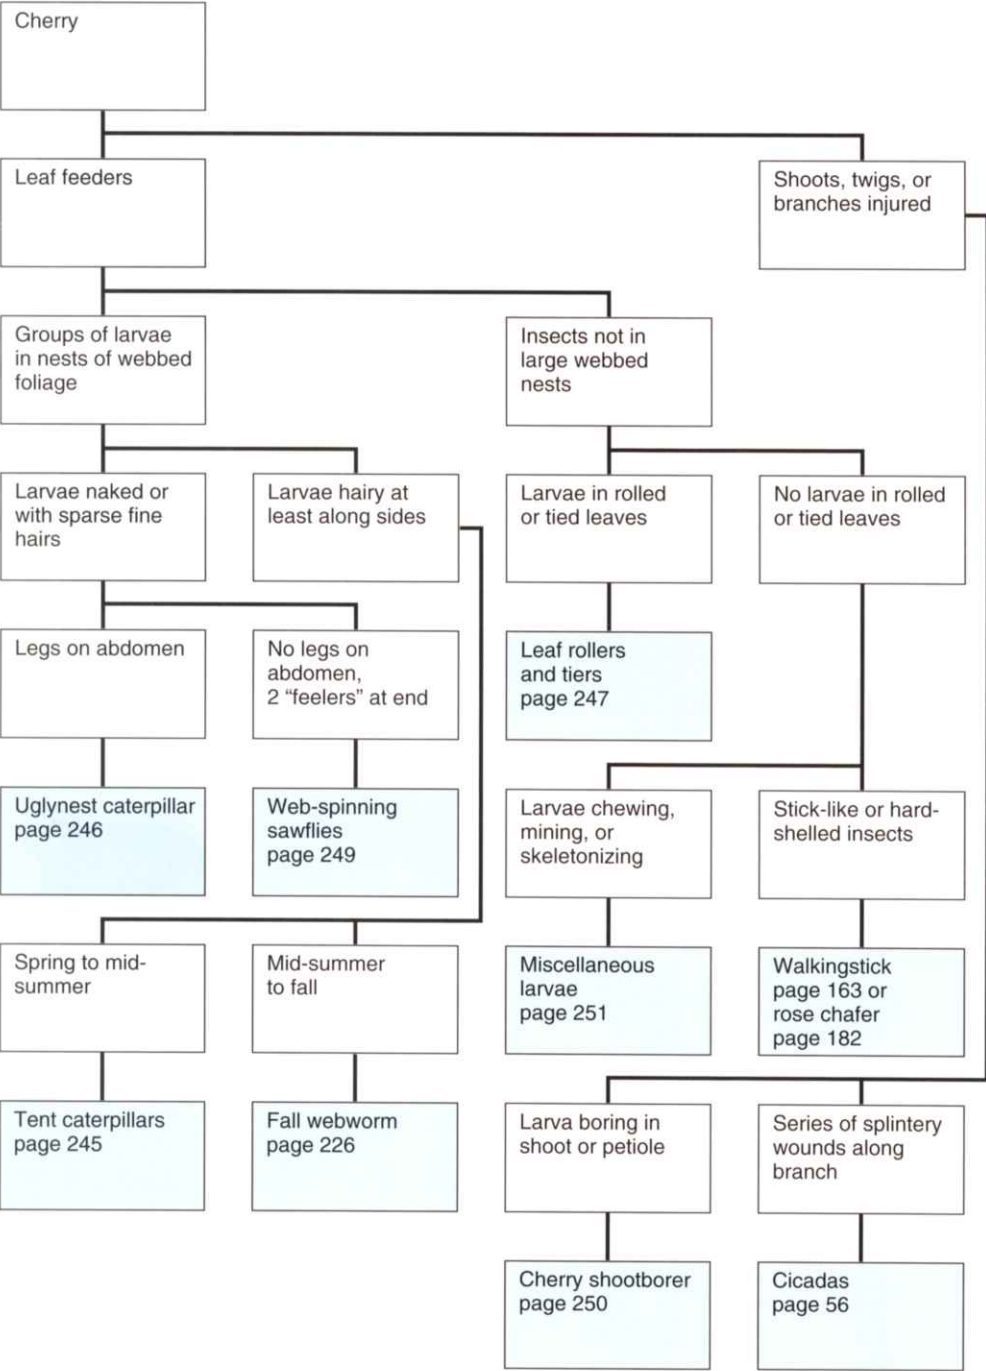 Cherry
Leaf feeders
Shoots, twigs, or
branches injured
Groups of larvae
in nests of webbed
foliage
Insects not in
large webbed
nests
Larvae naked or
with sparse fine
hairs
Larvae hairy at
least along sides
Larvae in rolled
or tied leaves
No larvae in rolled
or tied leaves
Legs on abdomen
No legs on
abdomen,
2 “feelers” at end
Leaf rollers
and tiers
page 247
Uglynest caterpillar
page 246
Web-spinning
sawflies
page 249
Larvae chewing,
mining, or
skeletonizing
Stick-like or hard-
shelled insects
Spring to mid-
summer
Mid-summer
to fall
Miscellaneous
larvae
page 251
Walkingstick
page 163 or
rose chafer
page 182
Tent caterpillars
page 245
Fall webworm
page 226
Larva boring in
shoot or petiole
Series of splintery
wounds along
branch
Cherry shootborer
page 250
Cicadas
page 56